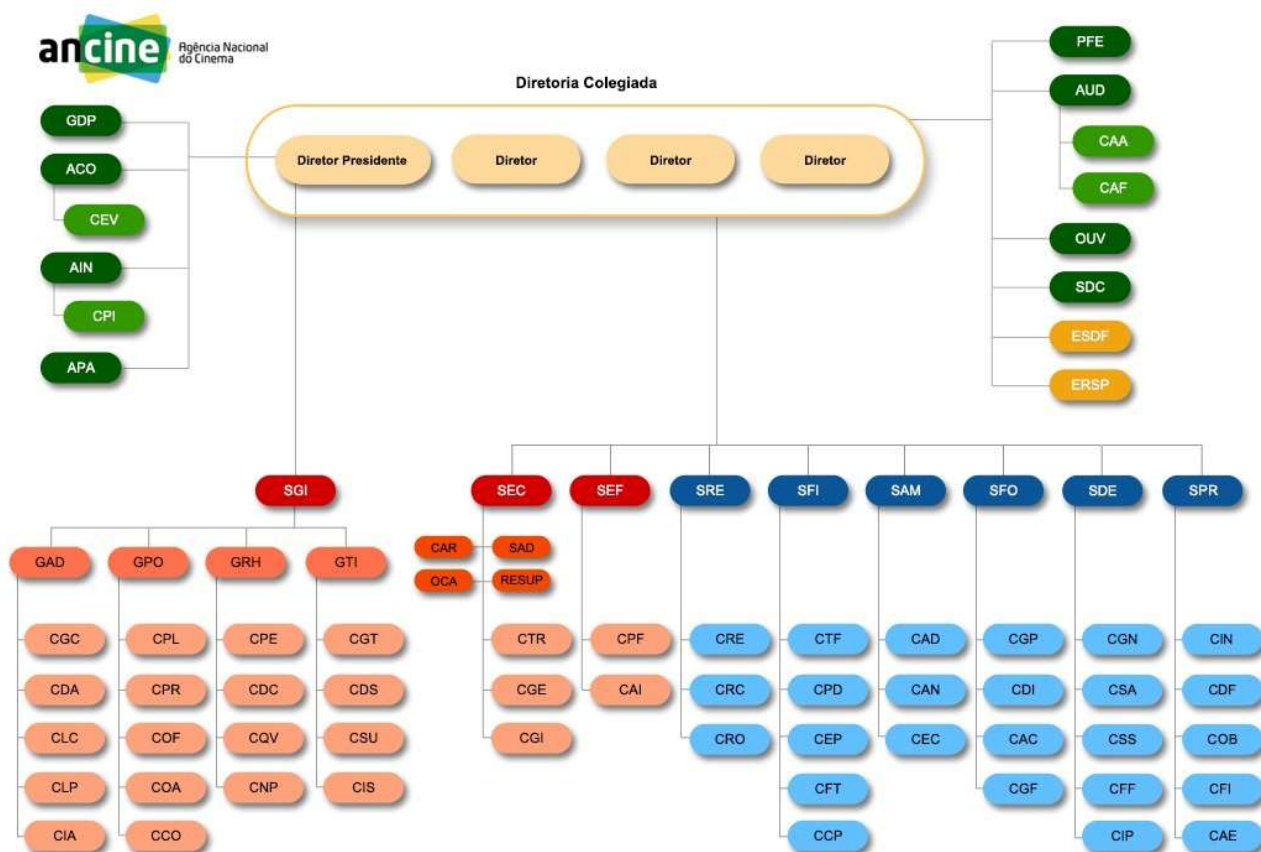 ancine
Agência Nacional
do Cinema
Diretoria Colegiada
Diretor Presidente
Diretor
Diretor
Diretor
GDP
ACO
CEV
AIN
CPI
APA
PFE
AUD
CAA
CAF
OUV
SDC
ESDF
ERSP
SGI
SEC
SEF
SRE
SFI
SAM
SFO
SDE
SPR
GAD
GPO
GRH
GTI
CAR
SAD
OCA
RESUP
CGC
CPL
CPE
CGT
CTR
CPF
CRE
CTF
CAD
CGP
CGN
CIN
CDA
CPR
CDC
CDS
CGE
CAI
CRC
CPD
CAN
CDI
CSA
CDF
CLC
COF
CQV
CSU
CGI
CRO
CEP
CEC
CAC
CSS
COB
CLP
COA
CNP
CIS
CFT
CGF
CFF
CFI
CIA
CCO
CCP
CIP
CAE